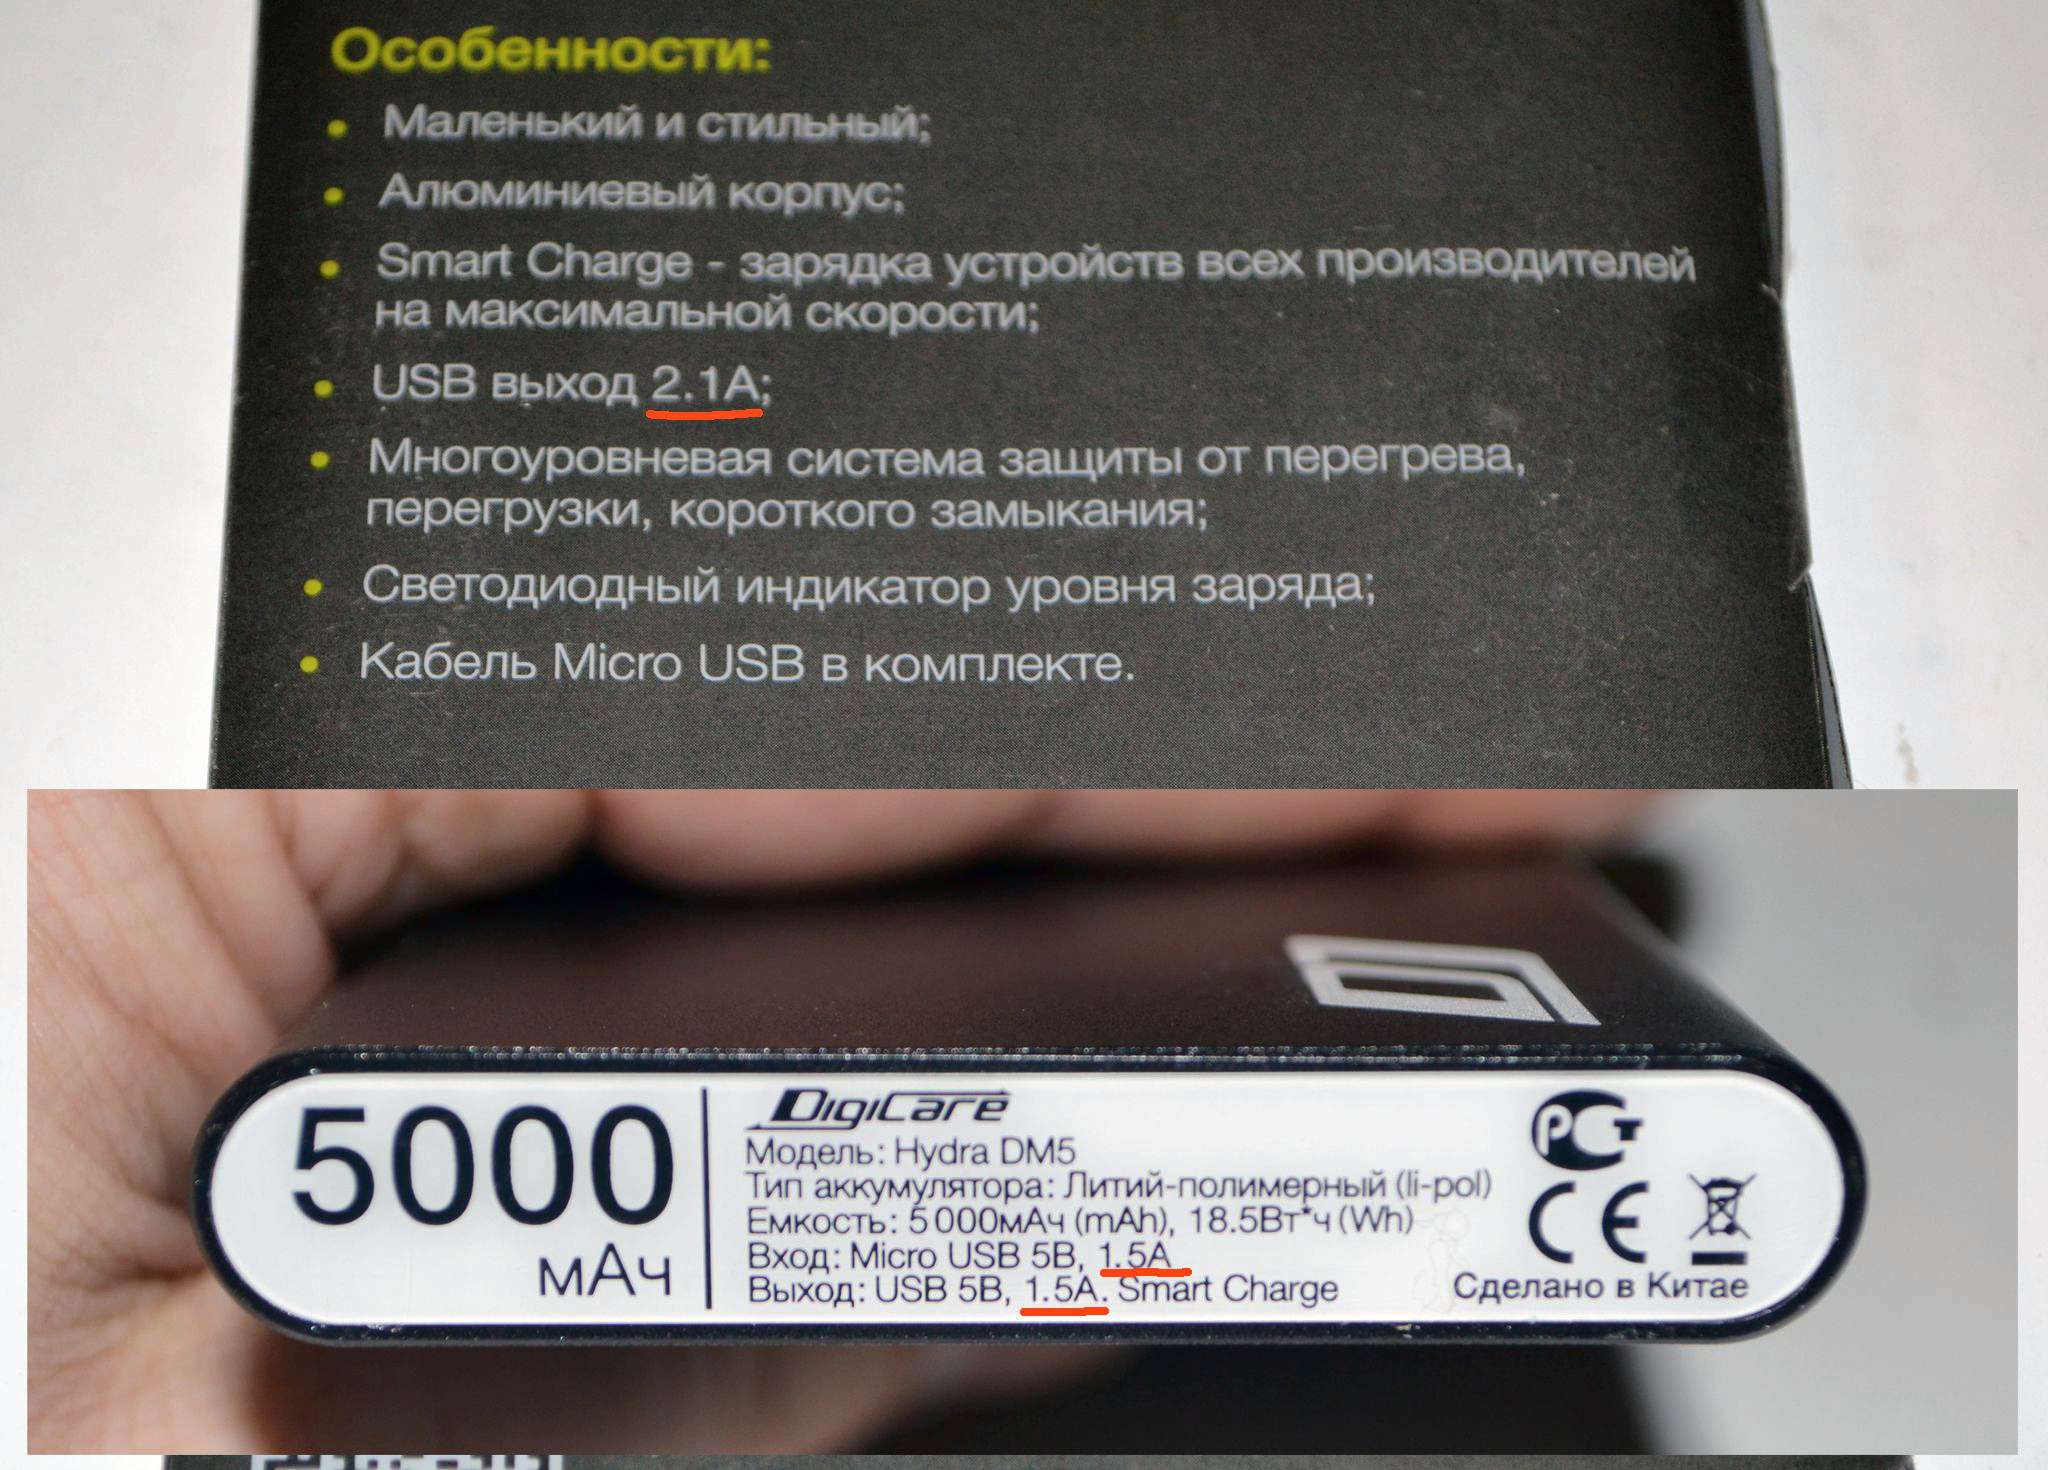 Особенности:
Маленький и стильный;
Алюминиевый корпус;
Smart Charge - зарядка устройств всех производителей
на максимальной скорости;
USB выход 2.1A;
Многоуровневая система защиты от перегрева,
перегрузки, короткого замыкания;
Светодиодный индикатор уровня заряда;
Кабель Micro USB в комплекте.
5000
мАч
DigiCare
Модель: Hydra DM5
Тип аккумулятора: Литий-полимерный (li-pol)
Емкость: 5000мАч (mAh), 18.5Вт*ч (Wh)
Вход: Micro USB 5В, 1.5А
Выход: USB 5В, 1.5А. Smart Charge
РСТ
CE
Сделано в Китае